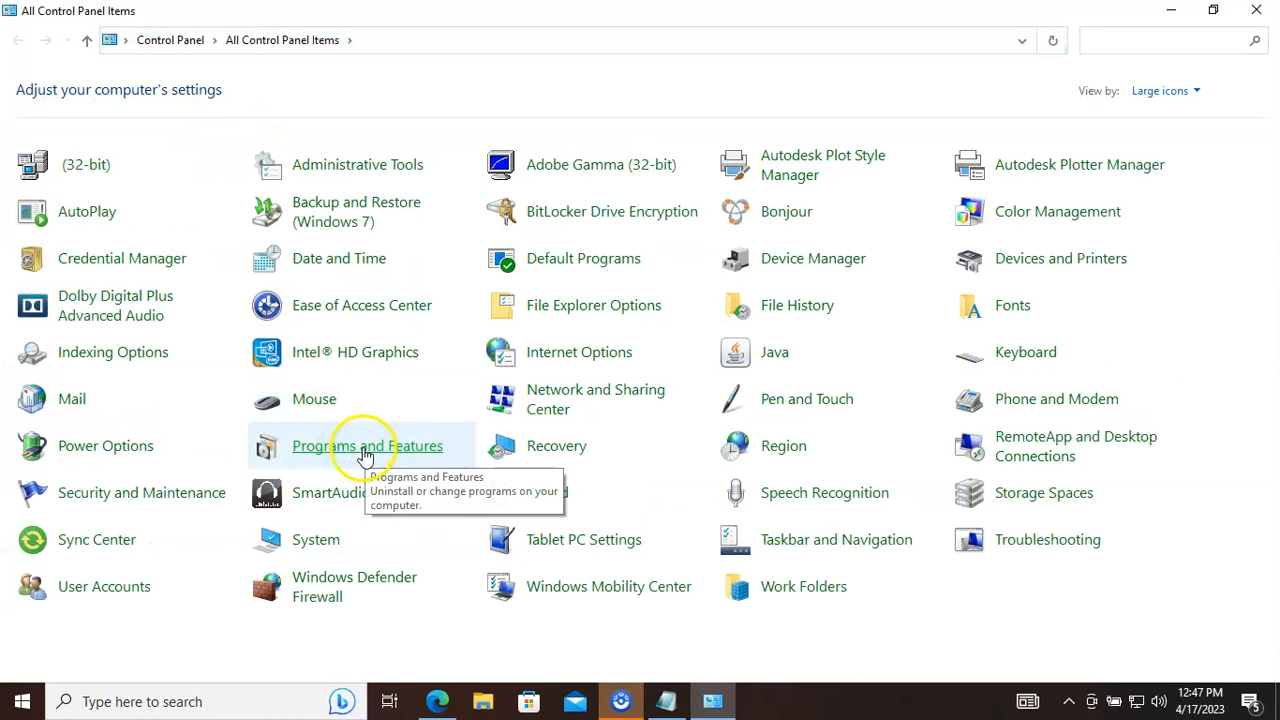 All Control Panel Items
Control Panel
All Control Panel Items
Adjust your computer's settings
View by: Large icons
(32-bit)
Administrative Tools
Adobe Gamma (32-bit)
Autodesk Plot Style
Manager
Autodesk Plotter Manager
AutoPlay
Backup and Restore
(Windows 7)
BitLocker Drive Encryption
Bonjour
Color Management
Credential Manager
Date and Time
Default Programs
Device Manager
Devices and Printers
Dolby Digital Plus
Advanced Audio
Ease of Access Center
File Explorer Options
File History
Fonts
Indexing Options
Intel® HD Graphics
Internet Options
Java
Keyboard
Mail
Mouse
Network and Sharing
Center
Pen and Touch
Phone and Modem
Power Options
Programs and Features
Recovery
Region
RemoteApp and Desktop
Connections
Programs and Features
Uninstall or change programs on your
computer.
Security and Maintenance
SmartAudio
Speech Recognition
Storage Spaces
Sync Center
System
Tablet PC Settings
Taskbar and Navigation
Troubleshooting
User Accounts
Windows Defender
Firewall
Windows Mobility Center
Work Folders
Type here to search
12:47 PM
4/17/2023
5